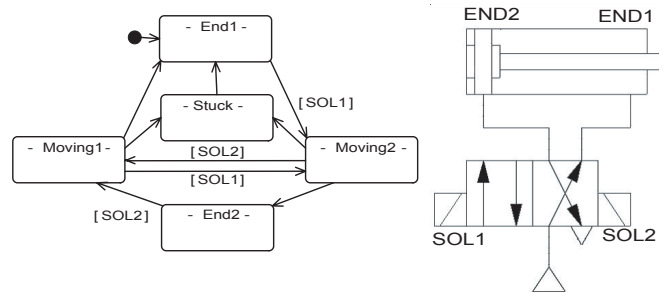 - End1-
[SOL1]
- Stuck-
- Moving1-
[SOL2]
[SOL1]
- Moving2
[SOL2]
- End2-
END2
END1
SOL1
SOL2